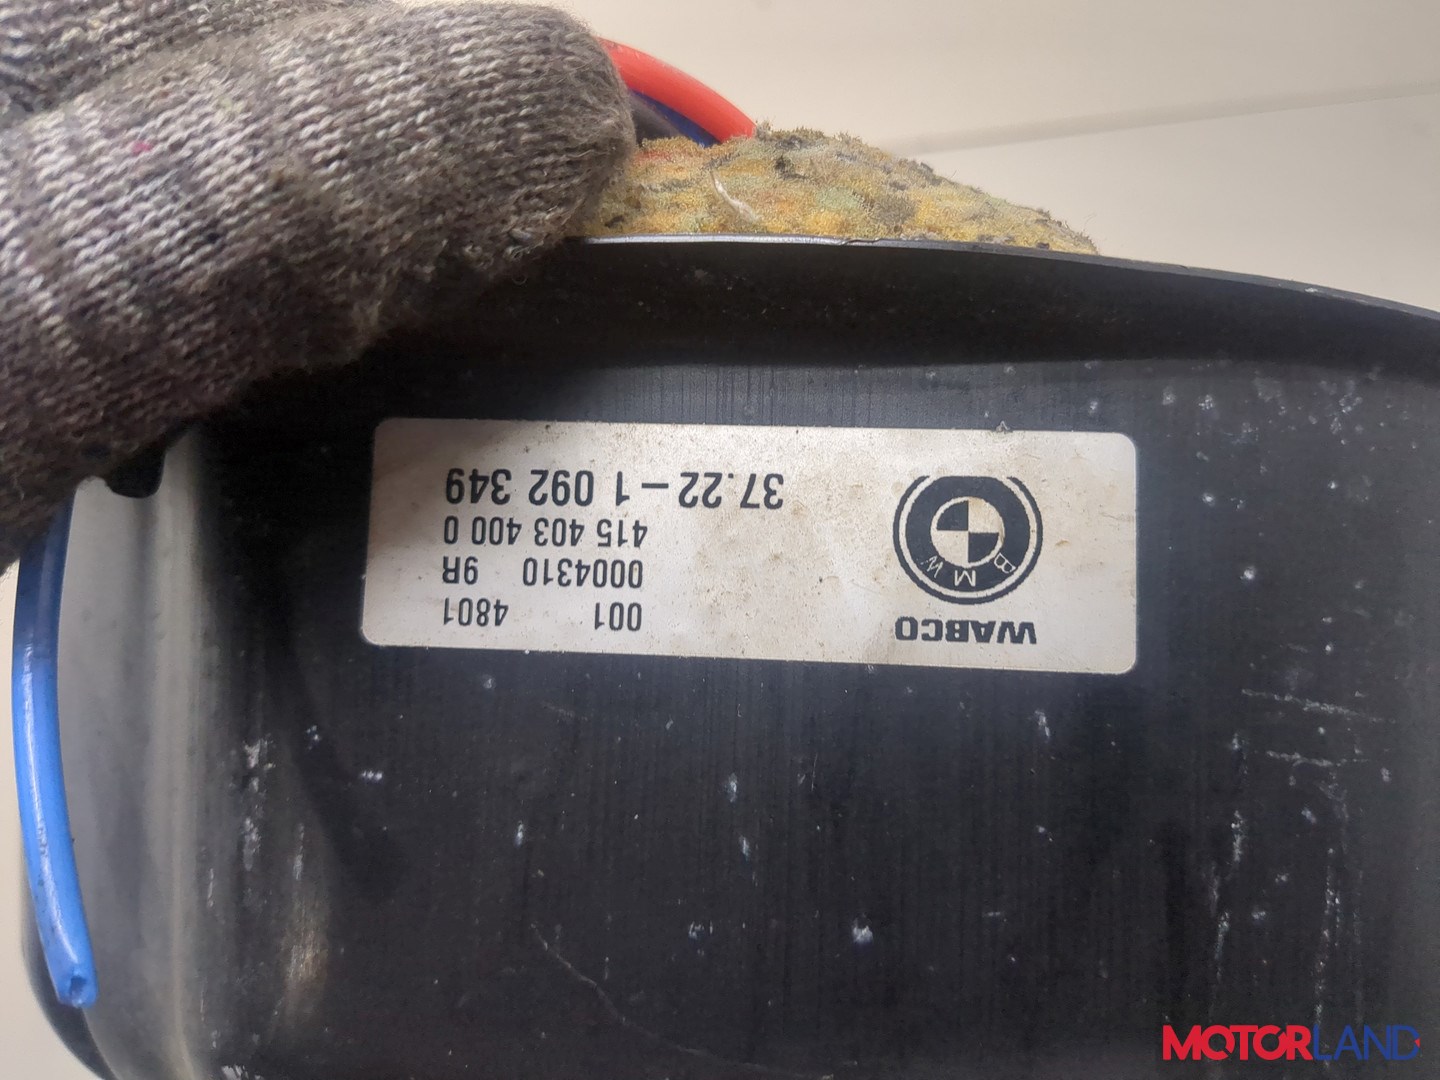 WABCO
BMW
001 4801
0004310 9R
415 403 400 0
37.22-1 092 349
MOTORLAND